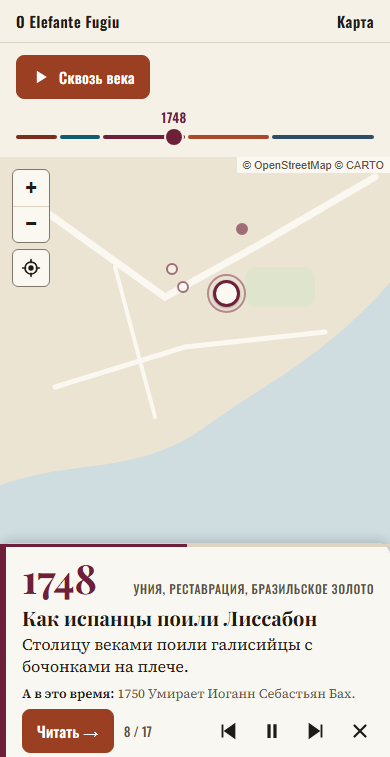 O Elefante Fugiu
Карта
Сквозь века
1748
© OpenStreetMap © CARTO
+
−
1748
УНИЯ, РЕСТАВРАЦИЯ, БРАЗИЛЬСКОЕ ЗОЛОТО
Как испанцы поили Лиссабон
Столицу веками поили галисийцы с
бочонками на плече.
А в это время: 1750 Умирает Иоганн Себастьян Бах.
Читать →
8 / 17